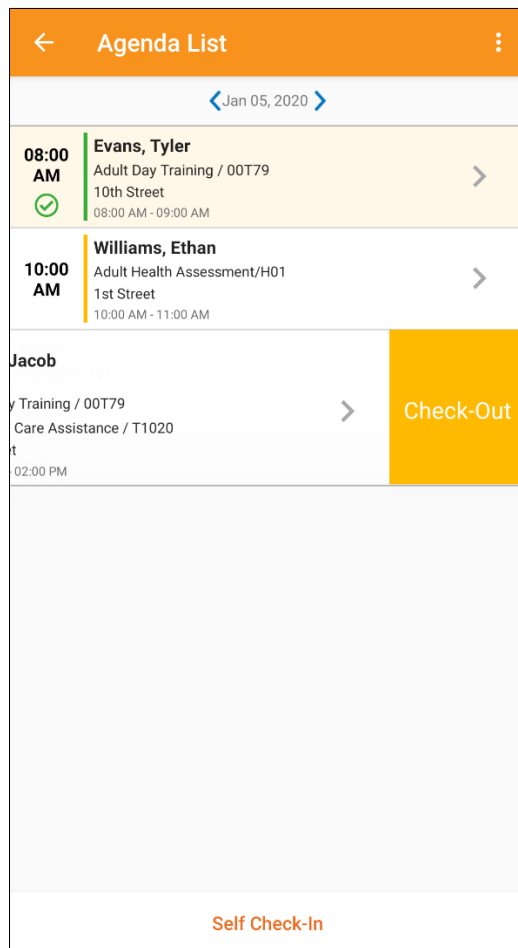 Agenda List
Jan 05, 2020
08:00
AM
Evans, Tyler
Adult Day Training / 00T79
10th Street
08:00 AM - 09:00 AM
10:00
AM
Williams, Ethan
Adult Health Assessment/H01
1st Street
10:00 AM - 11:00 AM
Jacob
y Training / 00T79
Care Assistance / T1020
et
- 02:00 PM
Check-Out
Self Check-In